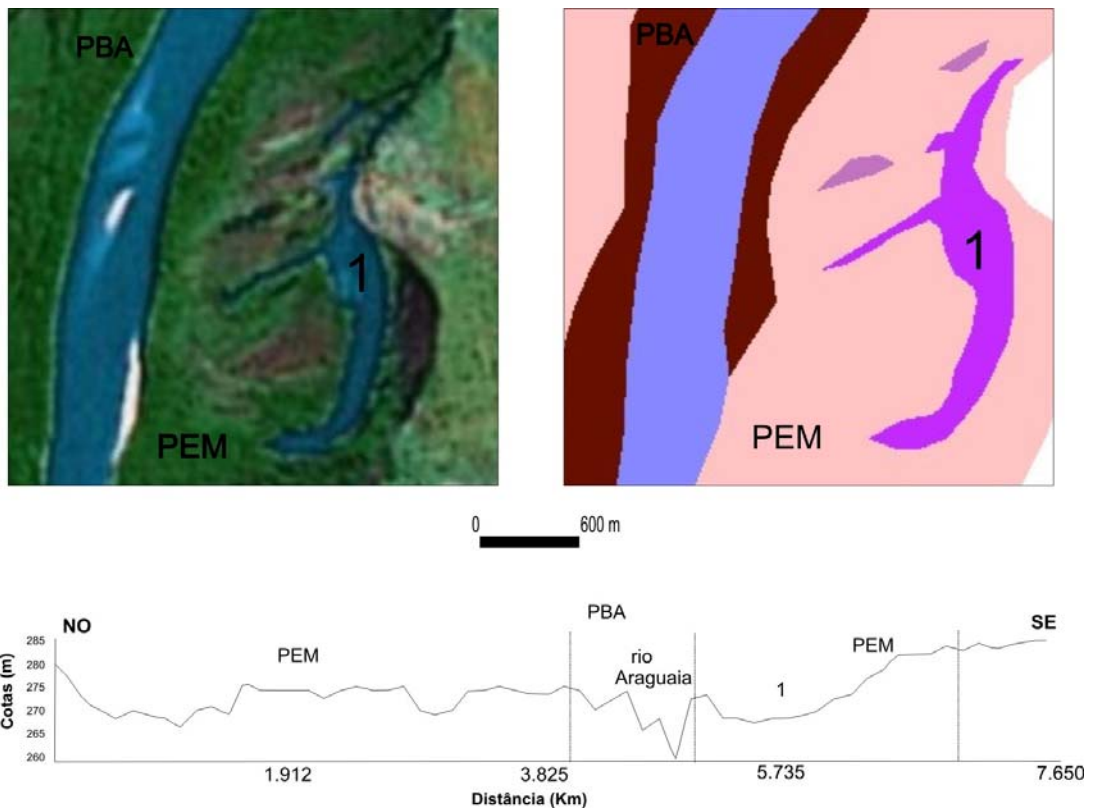 PBA
1
PEM
PBA
1
PEM
0 600 m
PBA
NO
SE
PEM
rio
Araguaia
1
PEM
Cotas (m)
285
280
275
270
265
260
1.912 3.825 5.735 7.650
Distância (Km)